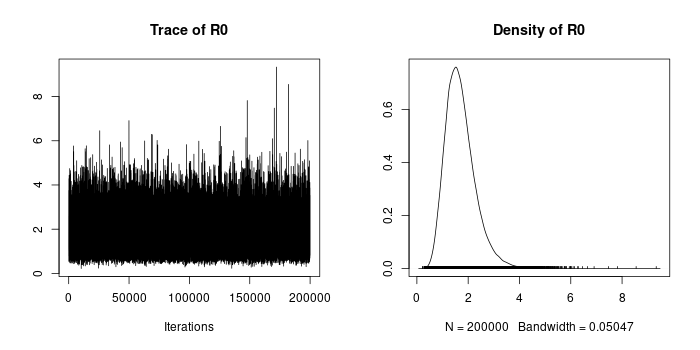 Trace of R0
8
6
4
2
0
0 50000 100000 150000 200000
Iterations
Density of R0
0.6
0.4
0.2
0.0
0 2 4 6 8
N = 200000 Bandwidth = 0.05047